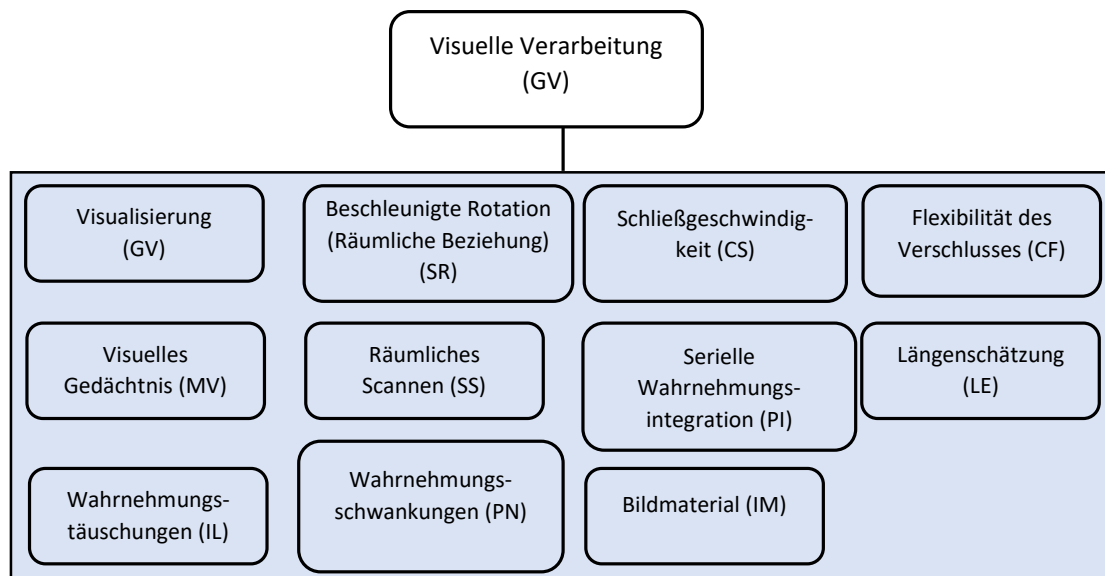 Visuelle Verarbeitung
(GV)
Visualisierung
(GV)
Beschleunigte Rotation
(Räumliche Beziehung)
(SR)
Schließgeschwindig-
keit (CS)
Flexibilität des
Verschlusses (CF)
Visuelles
Gedächtnis (MV)
Räumliches
Scannen (SS)
Serielle
Wahrnehmungs-
integration (PI)
Längenschätzung
(LE)
Wahrnehmungs-
täuschungen (IL)
Wahrnehmungs-
schwankungen (PN)
Bildmaterial (IM)